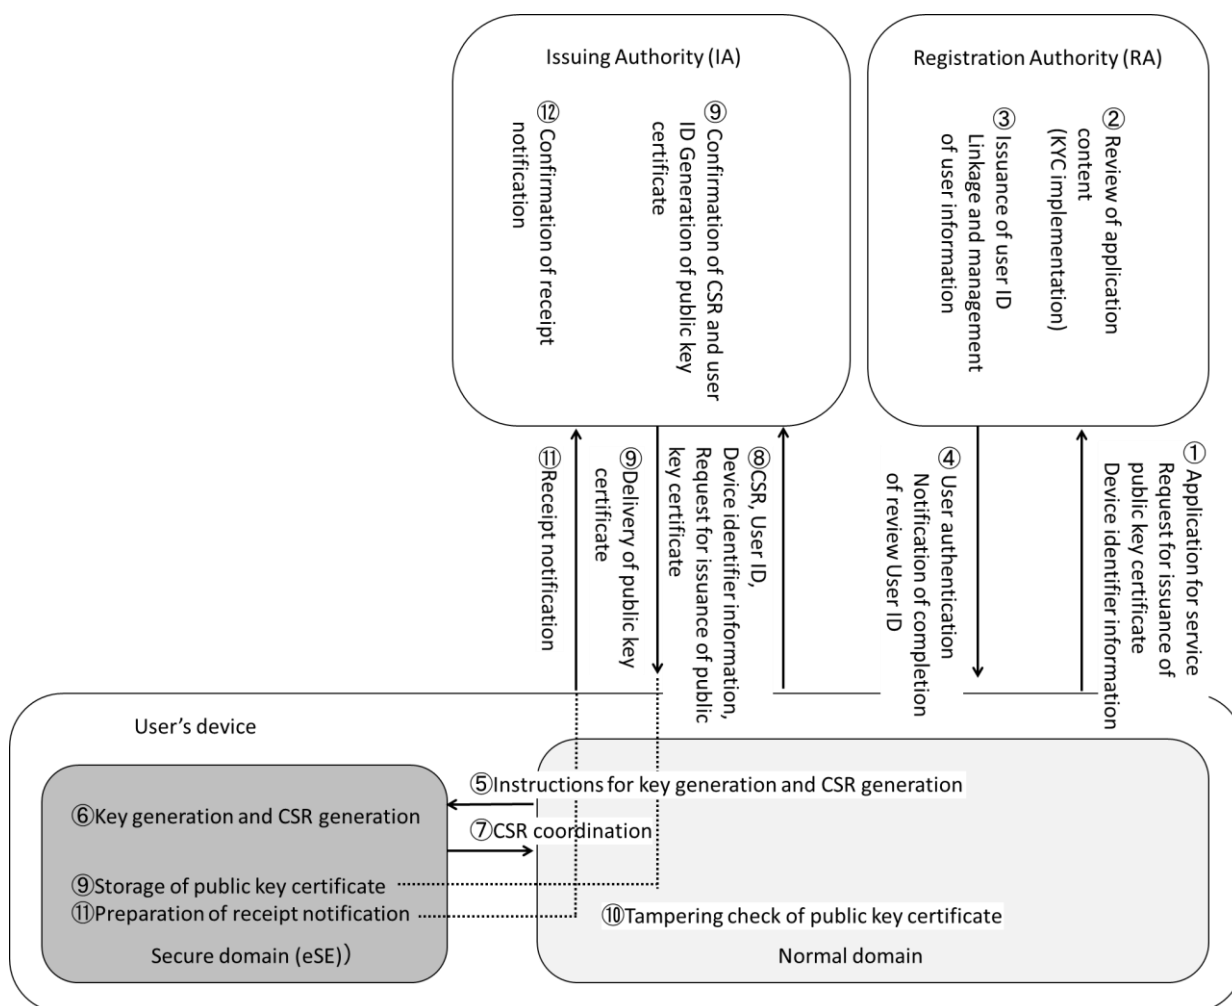 Issuing Authority (IA)
⑫ Confirmation of receipt
notification
⑨ Confirmation of CSR and user
ID Generation of public key
certificate
Registration Authority (RA)
② Review of application
content
(KYC implementation)
③ Issuance of user ID
Linkage and management
of user information
① Application for service
Request for issuance of
public key certificate
Device identifier information
④ User authentication
Notification of completion
of review User ID
⑧CSR, User ID,
Device identifier information,
Request for issuance of public
key certificate
⑨Delivery of public key
certificate
⑪Receipt notification
User's device
⑤Instructions for key generation and CSR generation
⑥Key generation and CSR generation
⑦CSR coordination
⑨Storage of public key certificate
⑪Preparation of receipt notification
⑩Tampering check of public key certificate
Secure domain (eSE))
Normal domain